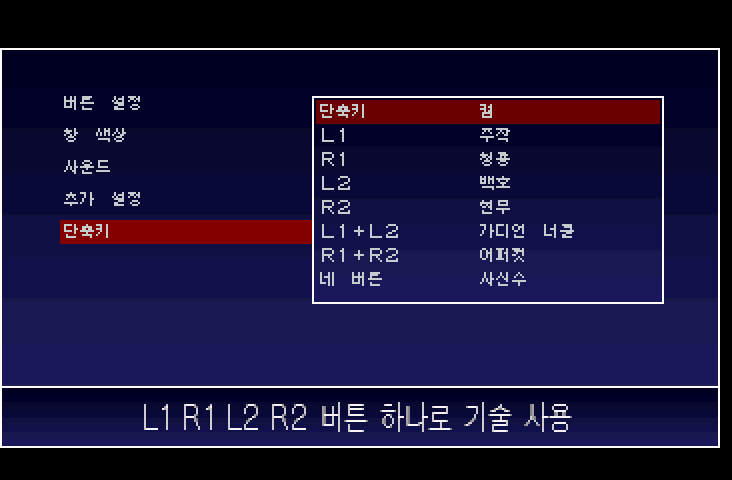 버튼 설정
창 색상
사운드
추가 설정
단축키
단축키 켬
L1 주작
R1 청룡
L2 백호
R2 현무
L1+L2 가디언 너클
R1+R2 어퍼컷
네 버튼 사신수
L1 R1 L2 R2 버튼 하나로 기술 사용